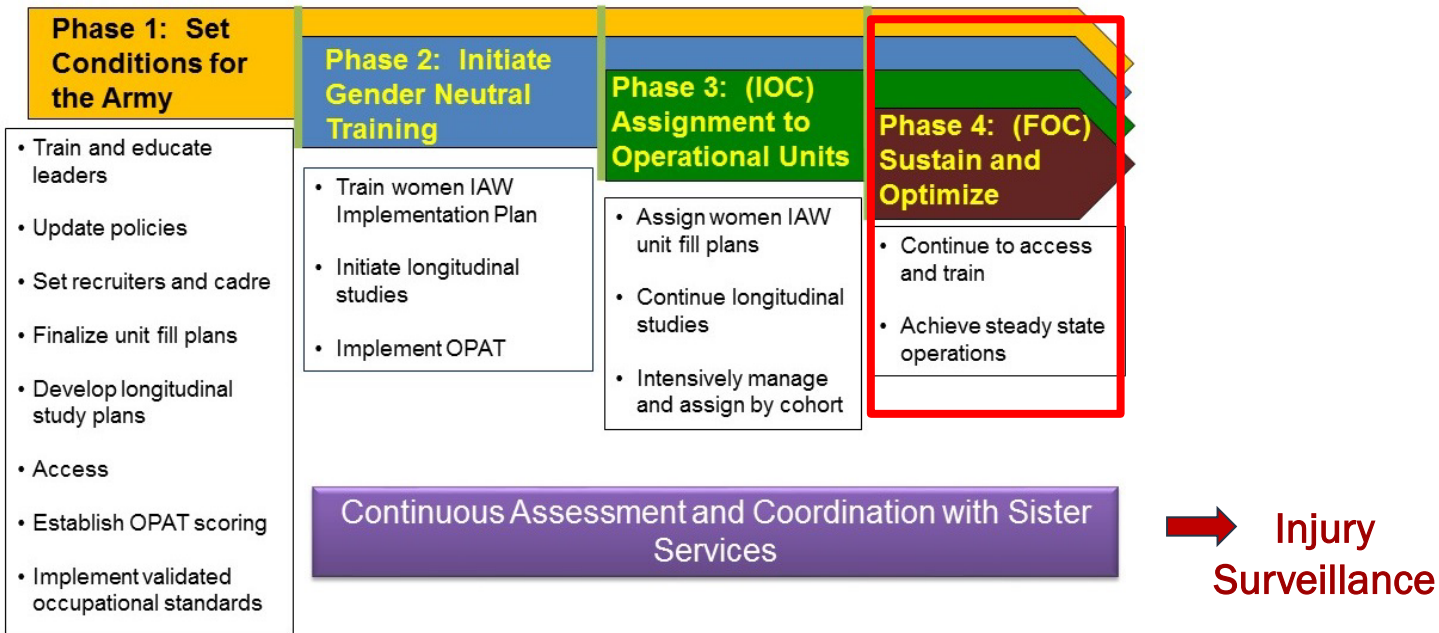 Phase 1: Set
Conditions for
the Army
• Train and educate
leaders
• Update policies
• Set recruiters and cadre
• Finalize unit fill plans
• Develop longitudinal
study plans
• Access
• Establish OPAT scoring
• Implement validated
occupational standards
Phase 2: Initiate
Gender Neutral
Training
• Train women IAW
Implementation Plan
• Initiate longitudinal
studies
• Implement OPAT
Phase 3: (IOC)
Assignment to
Operational Units
• Assign women IAW
unit fill plans
• Continue longitudinal
studies
• Intensively manage
and assign by cohort
Phase 4: (FOC)
Sustain and
Optimize
• Continue to access
and train
• Achieve steady state
operations
Continuous Assessment and Coordination with Sister
Services
Injury
Surveillance